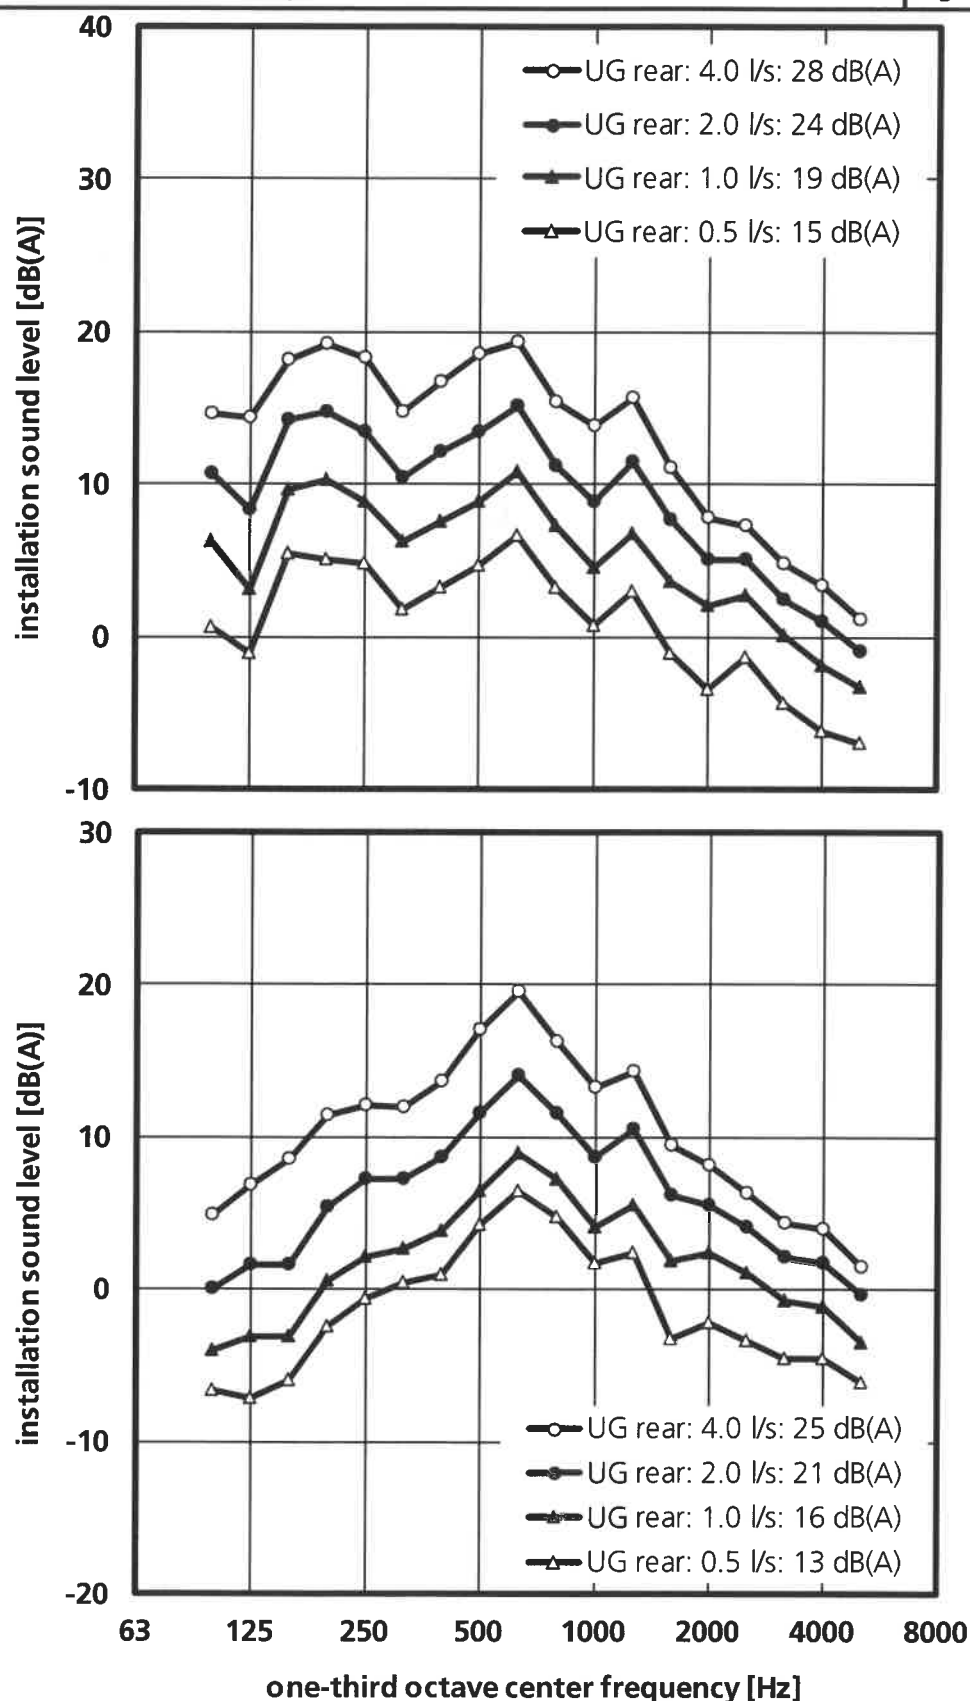 40
UG rear: 4.0 l/s: 28 dB(A)
UG rear: 2.0 l/s: 24 dB(A)
30
UG rear: 1.0 l/s: 19 dB(A)
UG rear: 0.5 l/s: 15 dB(A)
installation sound level [dB(A)]
20
10
0
-10
30
20
installation sound level [dB(A)]
10
0
-10
UG rear: 4.0 l/s: 25 dB(A)
UG rear: 2.0 l/s: 21 dB(A)
UG rear: 1.0 l/s: 16 dB(A)
UG rear: 0.5 l/s: 13 dB(A)
-20
63 125 250 500 1000 2000 4000 8000
one-third octave center frequency [Hz]